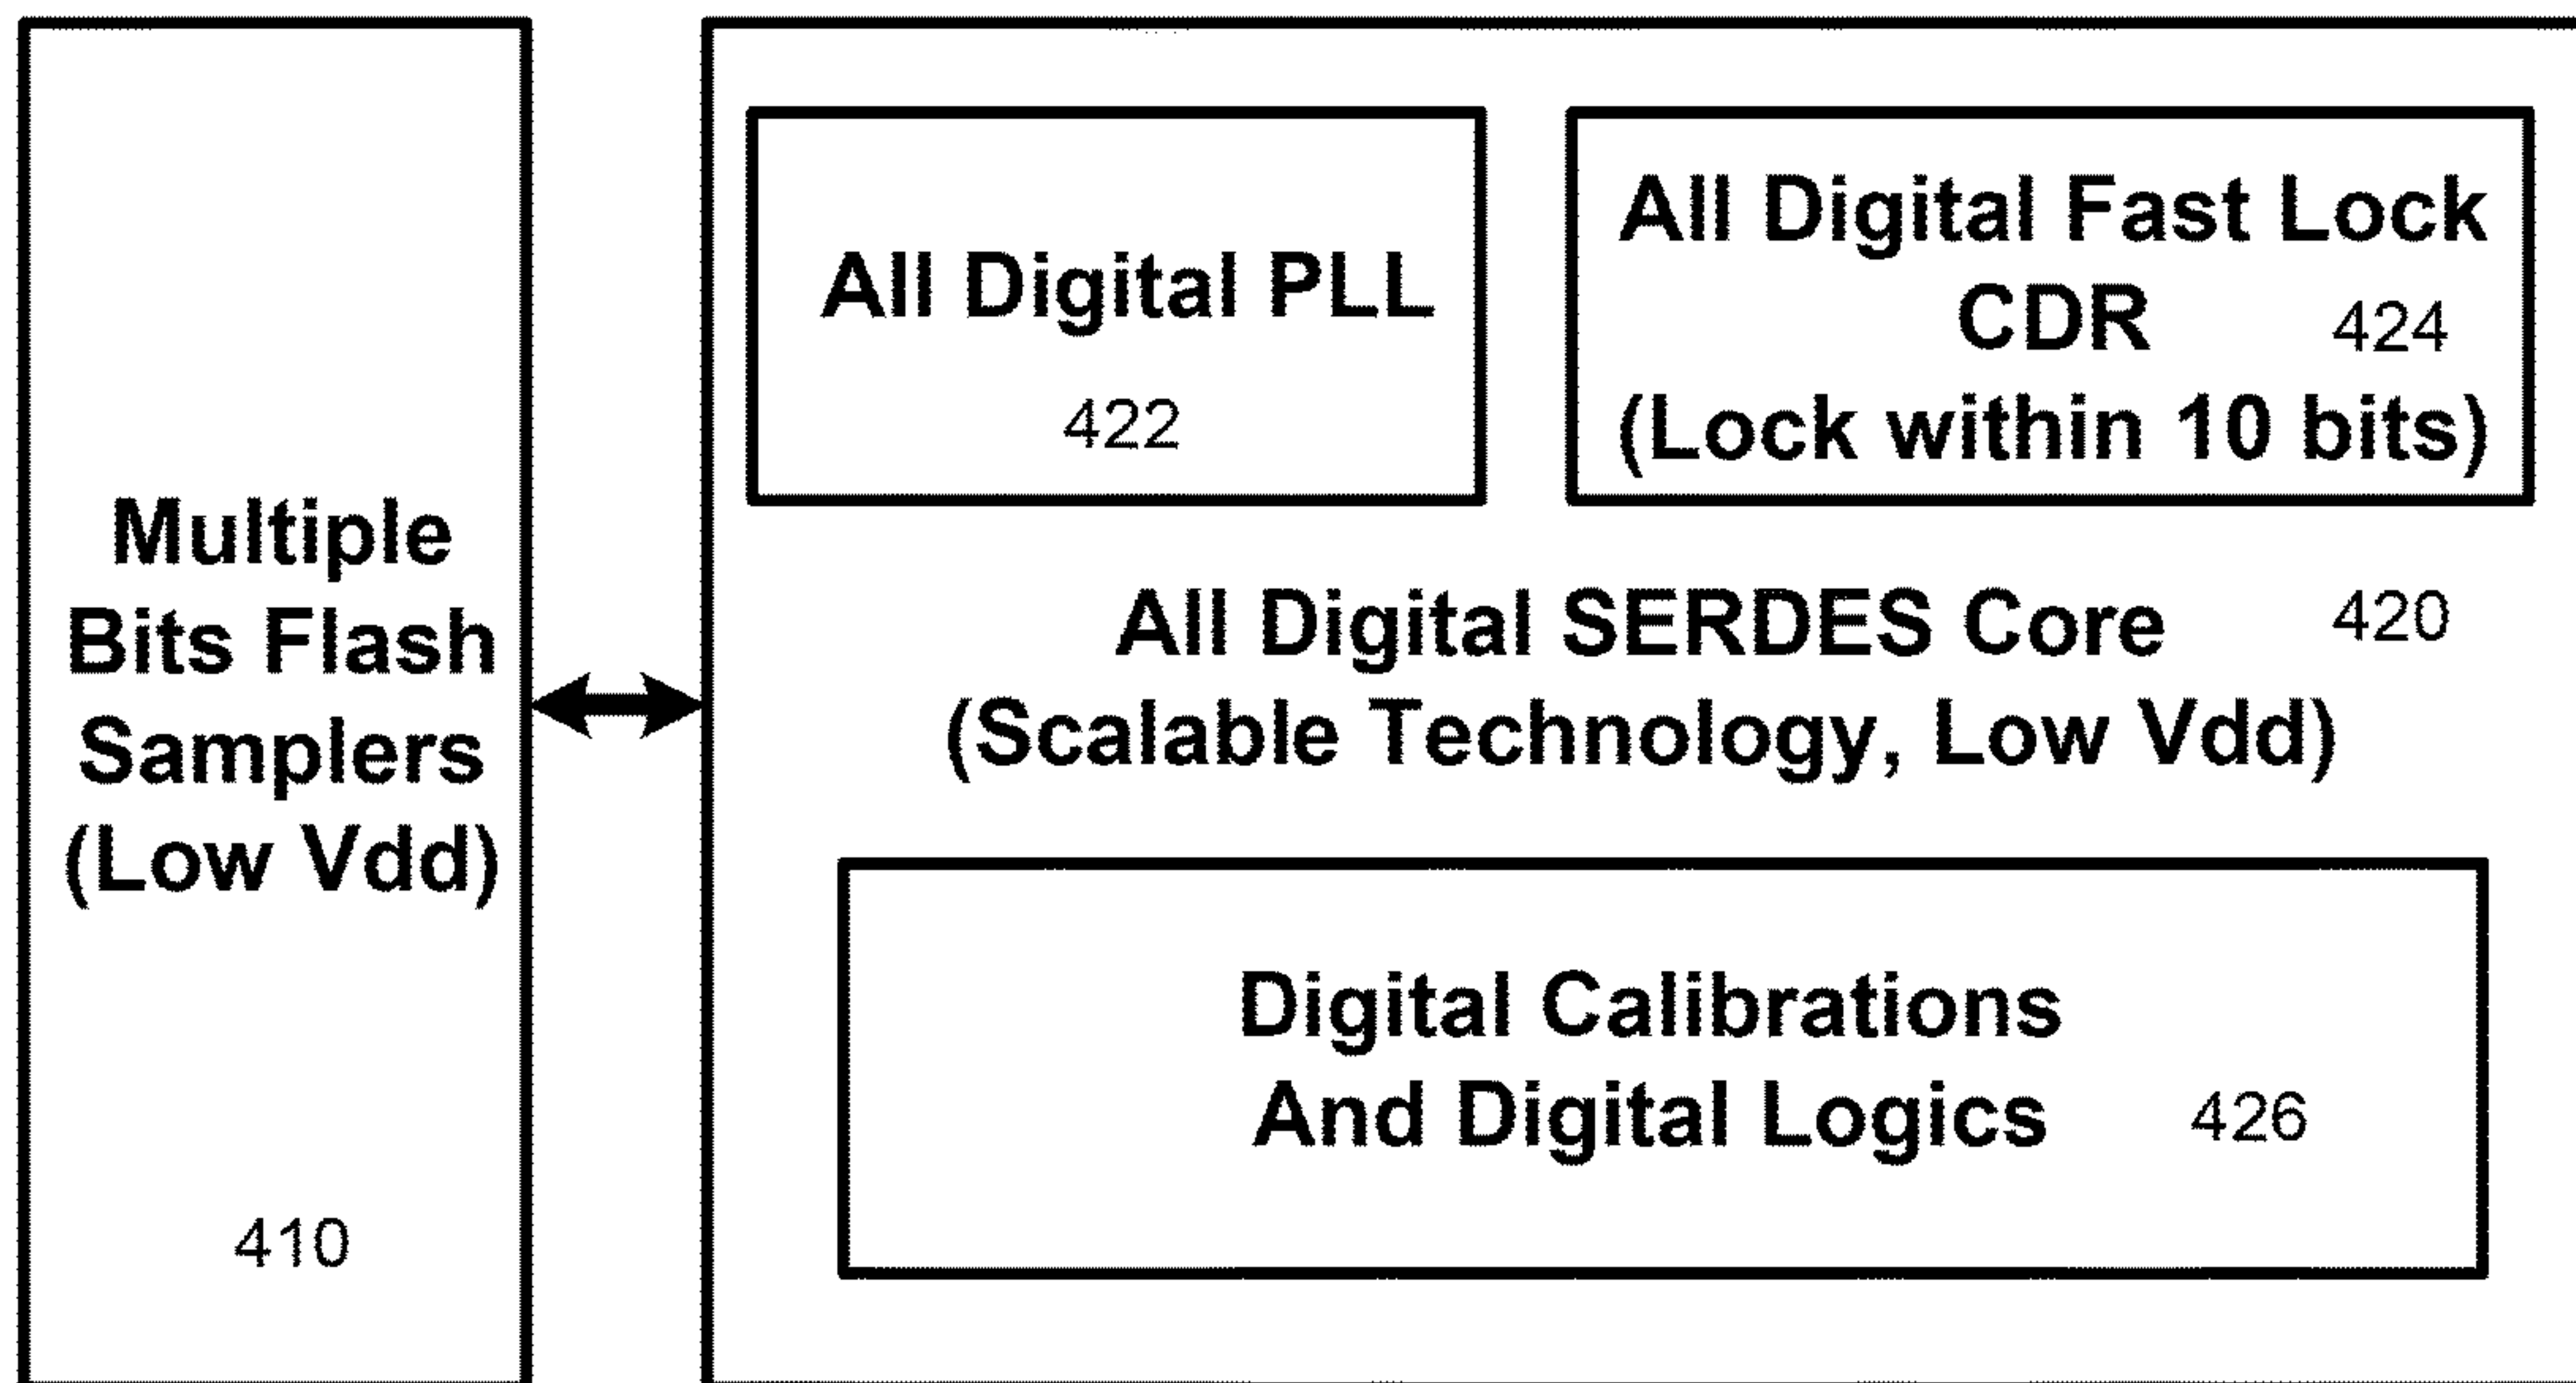 Multiple
Bits Flash
Samplers
(Low Vdd)
410
All Digital PLL
422
All Digital Fast Lock
CDR 424
(Lock within 10 bits)
All Digital SERDES Core 420
(Scalable Technology, Low Vdd)
Digital Calibrations
And Digital Logics 426